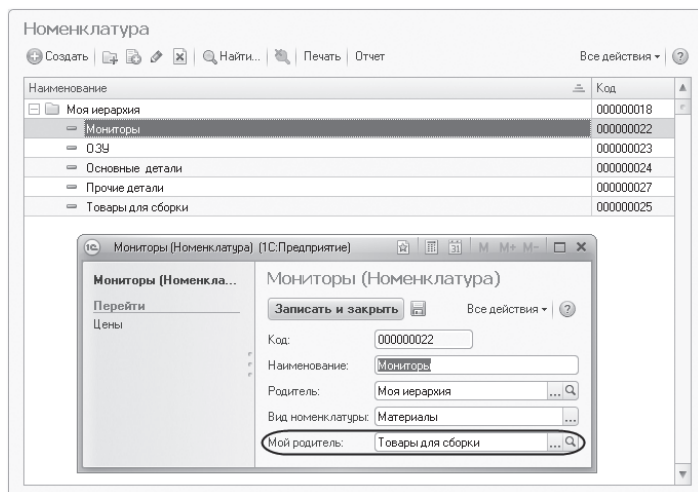 Номенклатура
Создать Найти... Печать Отчет Все действия ?
Наименование Код
Моя иерархия 000000018
Мониторы 000000022
ОЗУ 000000023
Основные детали 000000024
Прочие детали 000000027
Товары для сборки 000000025
1С Мониторы (Номенклатура) (1С:Предприятие) 31 M M+ M-
Мониторы (Номенкла... Мониторы (Номенклатура)
Перейти Записать и закрыть Все действия ?
Цены
Код: 000000022
Наименование: Мониторы
Родитель: Моя иерархия ...
Вид номенклатуры: Материалы ...
Мой родитель: Товары для сборки ...